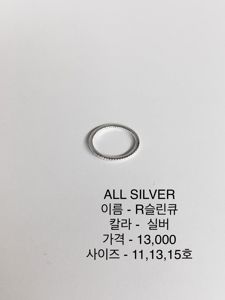 ALL SILVER
이름 - R슬린큐
칼라 - 실버
가격 - 13,000
사이즈 - 11,13,15호